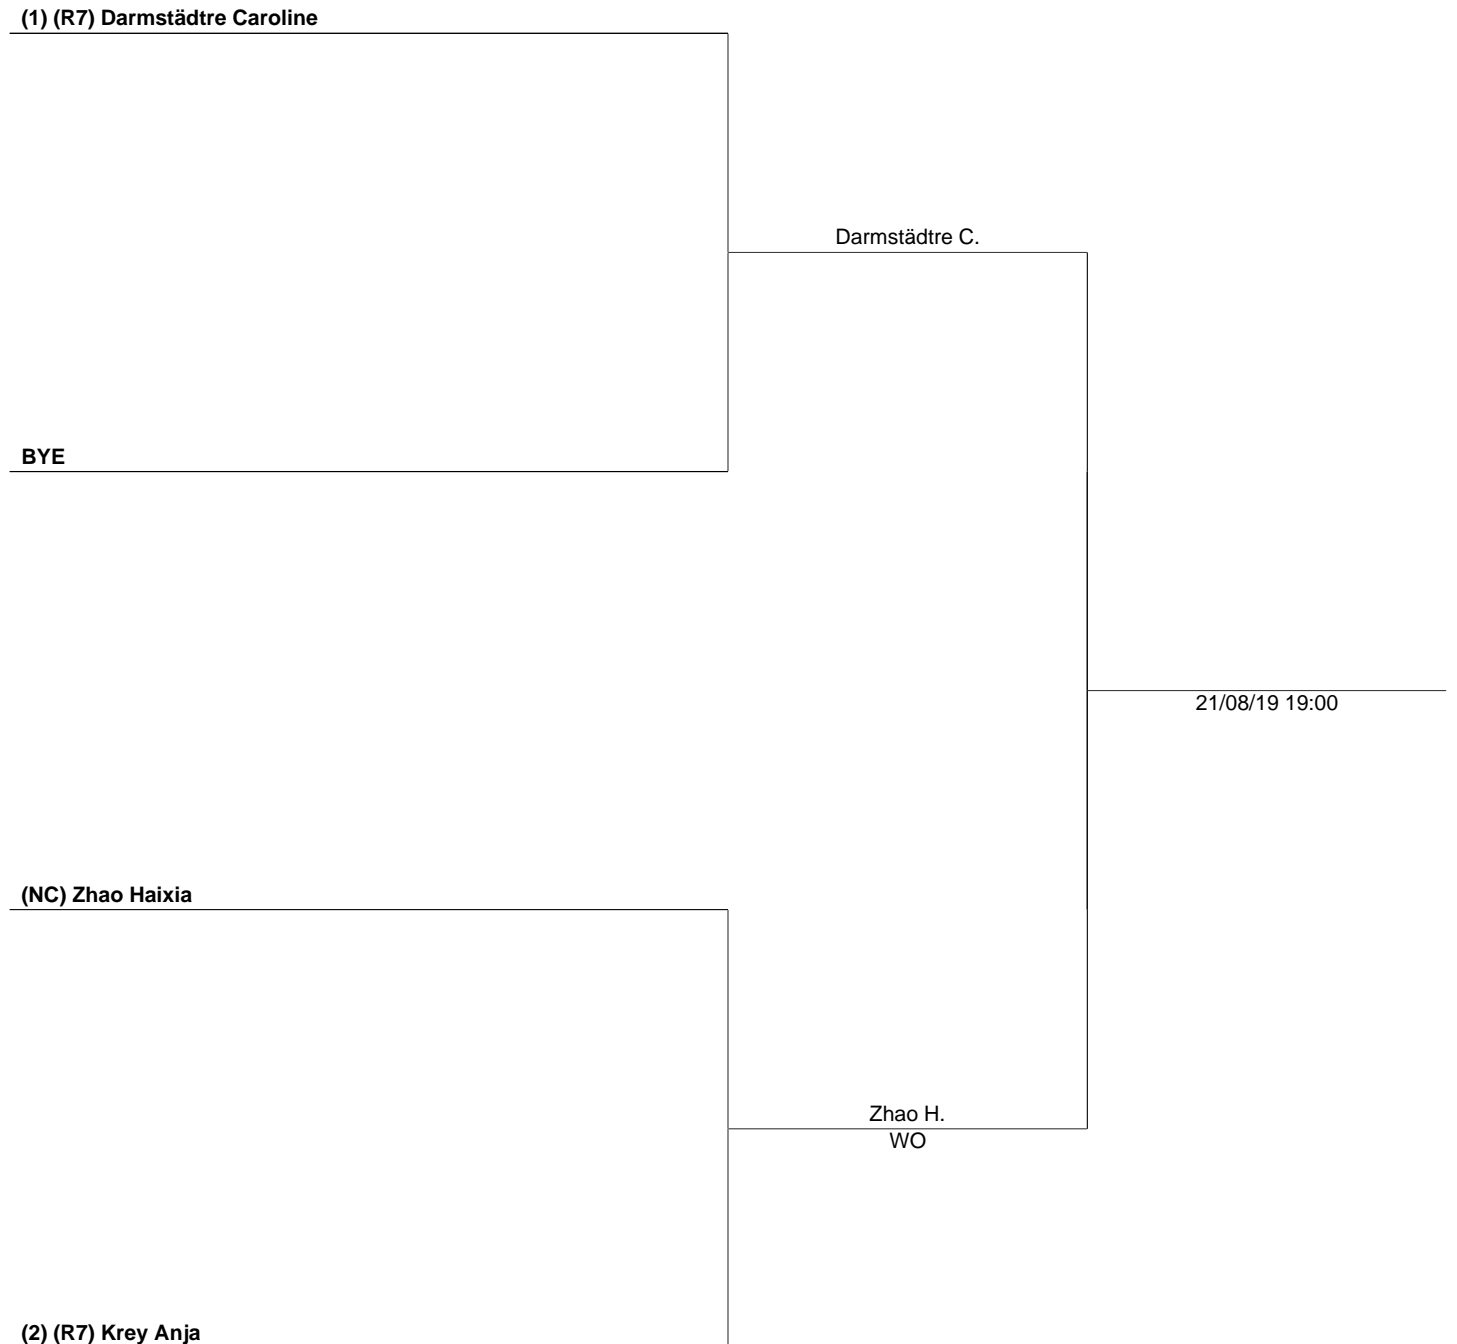 (1) (R7) Darmstädtre Caroline
Darmstädtre C.
BYE
21/08/19 19:00
(NC) Zhao Haixia
Zhao H.
WO
(2) (R7) Krey Anja